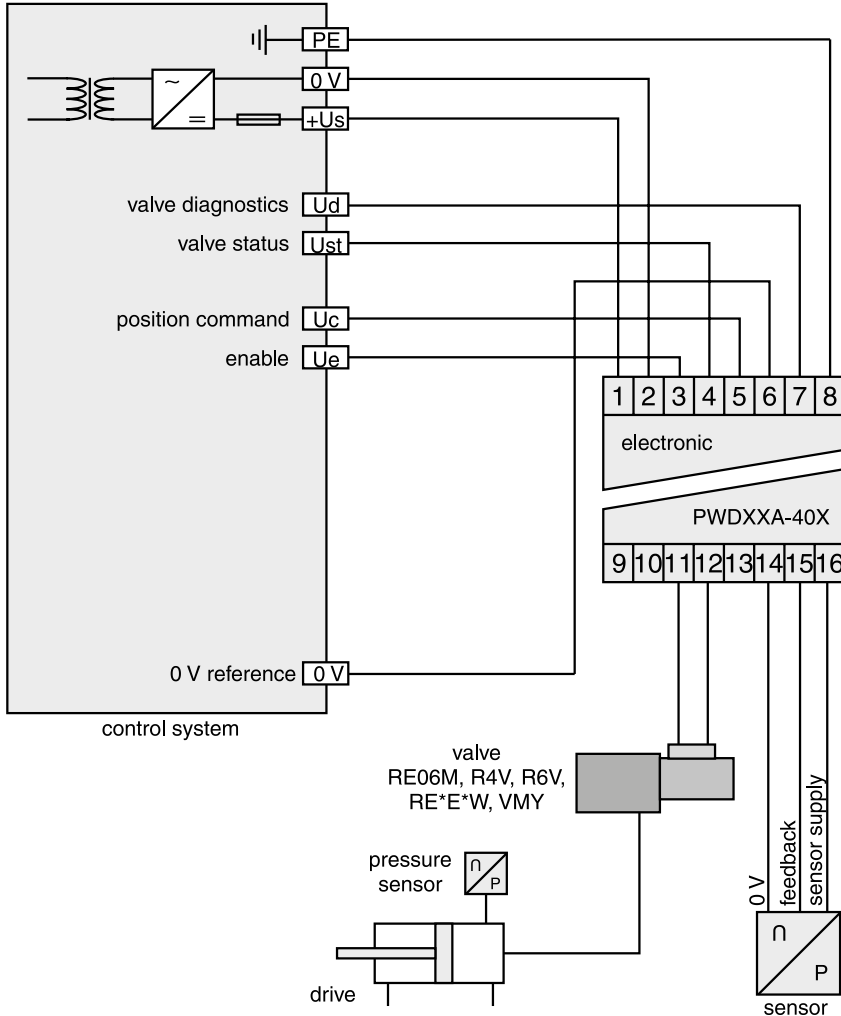 PE
0 V
~
=
+Us
valve diagnostics Ud
valve status Ust
position command Uc
enable Ue
1 2 3 4 5 6 7 8
electronic
PWDXXA-40X
9 10 11 12 13 14 15 16
0 V reference 0 V
control system
valve
RE06M, R4V, R6V,
RE*E*W, VMY
pressure
sensor
U
P
0 V
feedback
sensor supply
U
P
drive
sensor